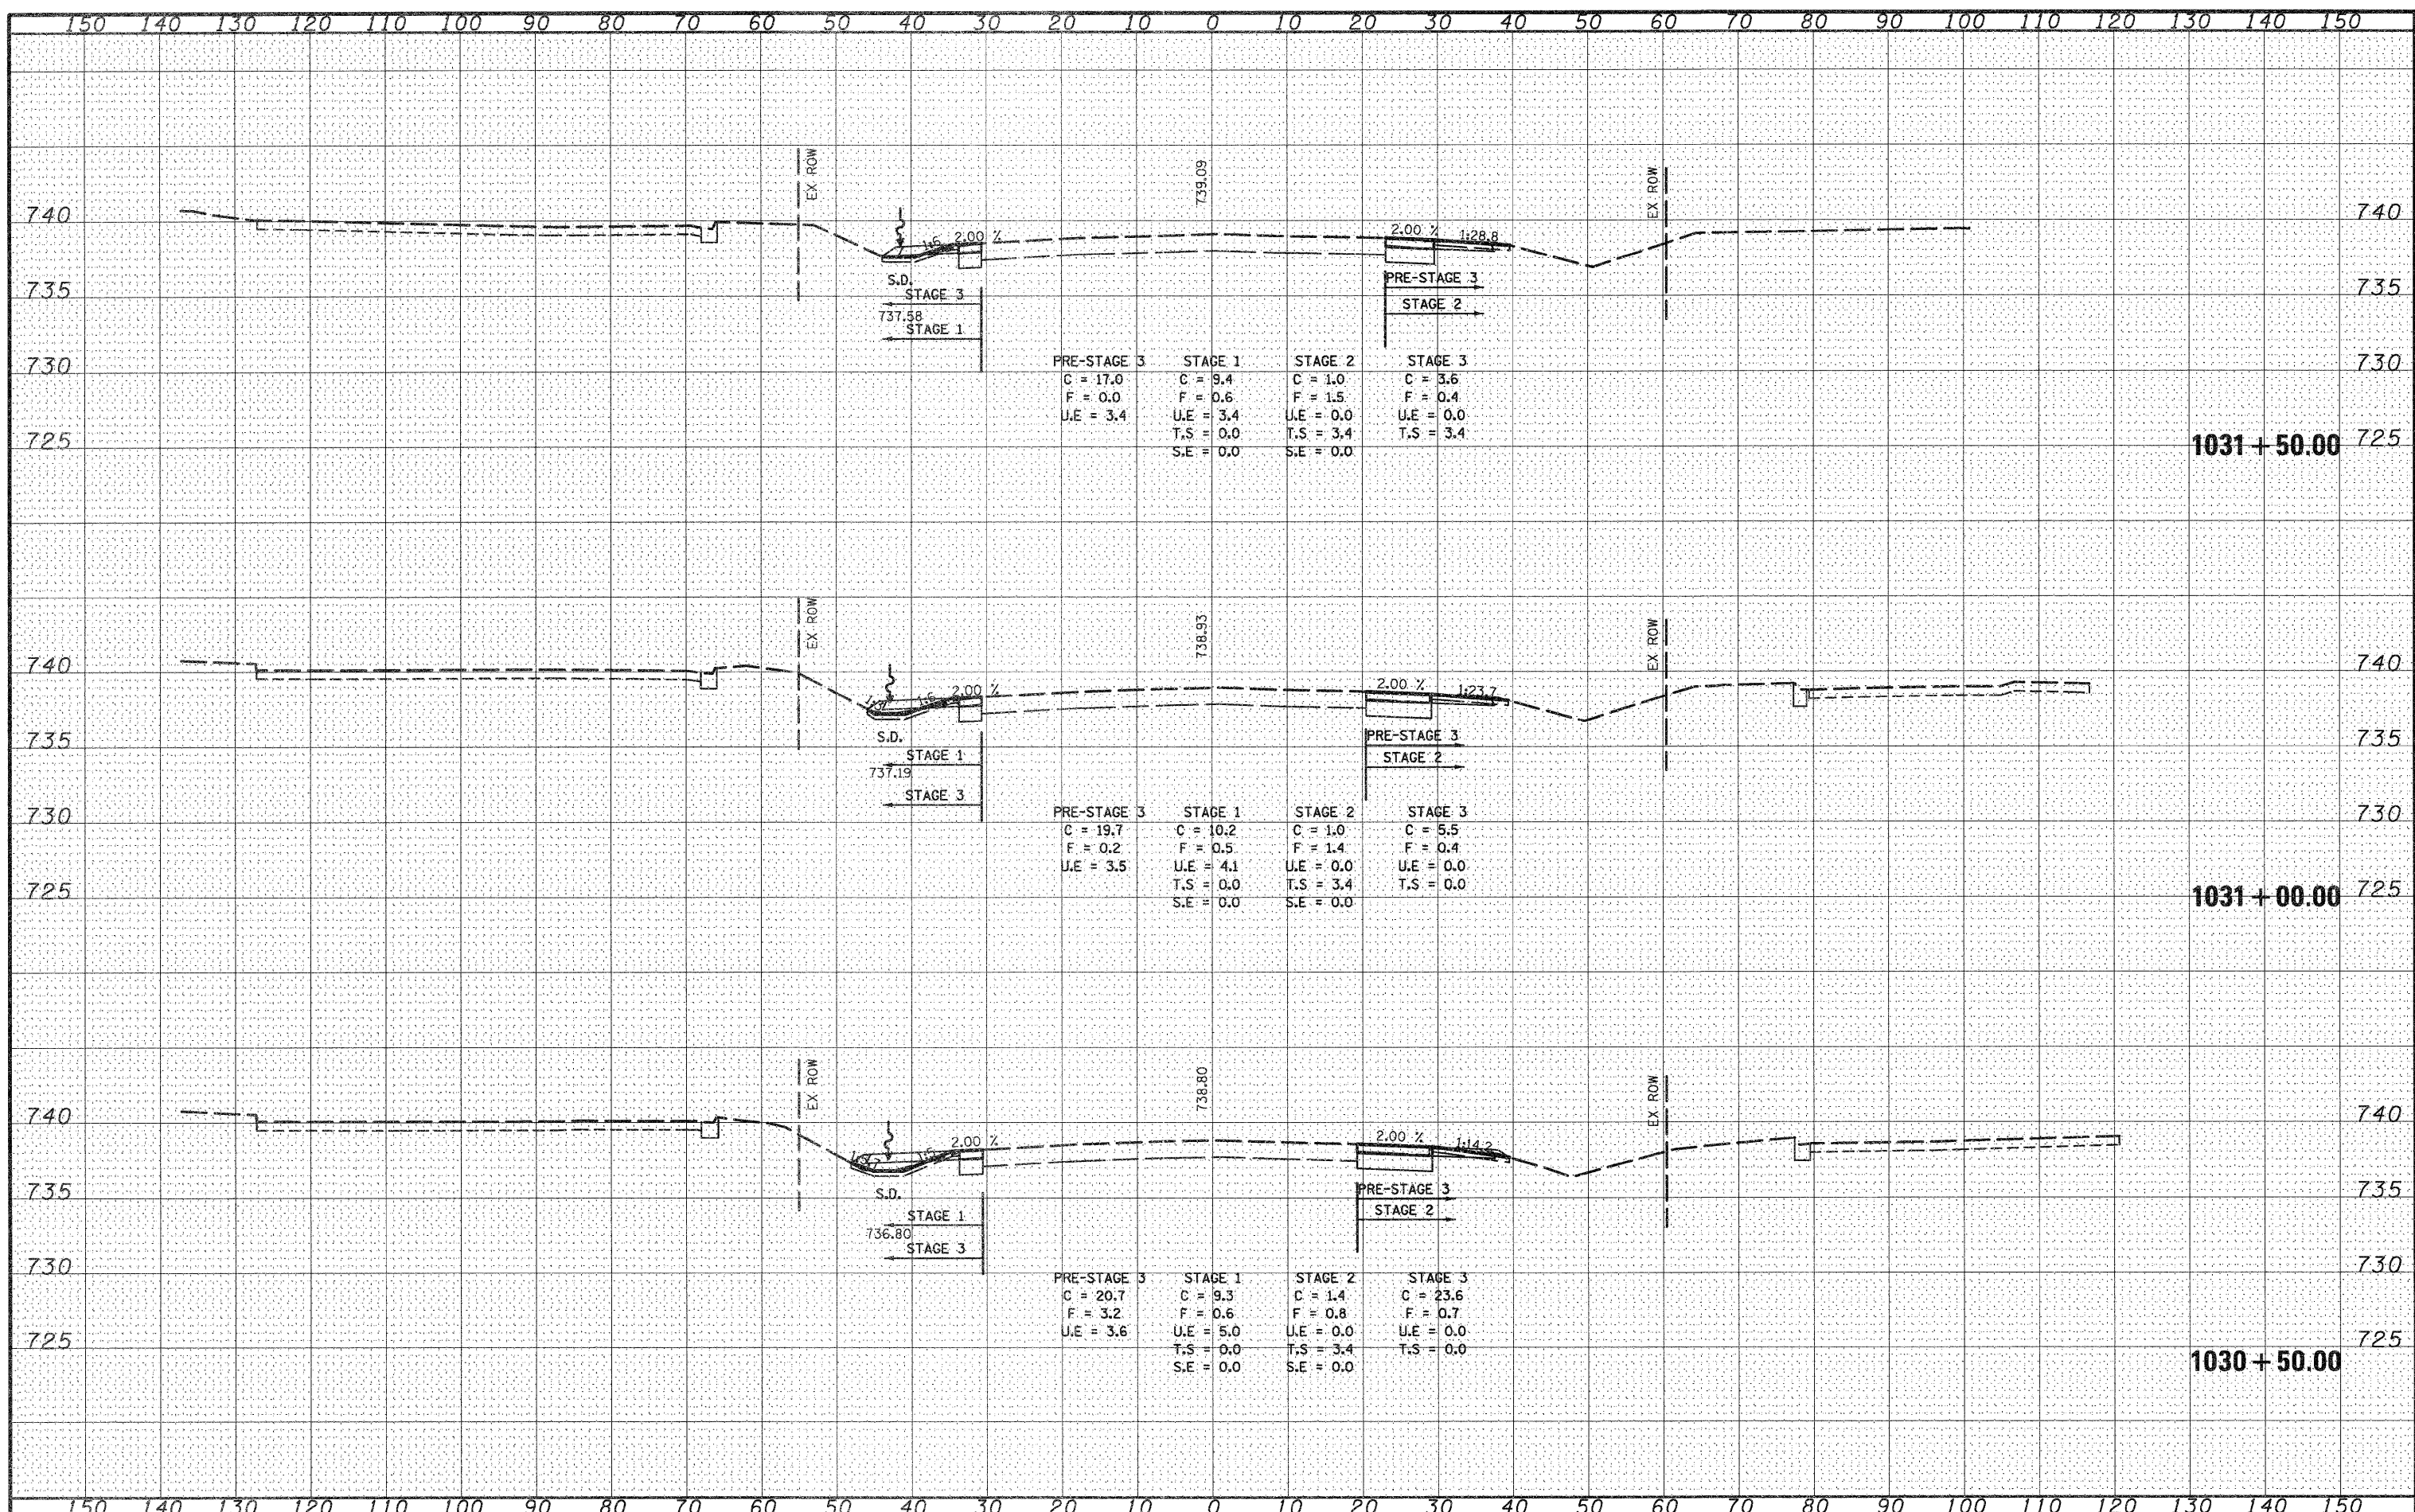 150 140 130 120 110 100 90 80 70 60 50 40 30 20 10 0 10 20 30 40 50 60 70 80 90 100 110 120 130 140 150
EX ROW
739.09
EX ROW
740 740
1:6 2.00 % 2.00 % 1:28.8
S.D.
735 735
STAGE 3
737.58
STAGE 1
PRE-STAGE 3
STAGE 2
730 730
PRE-STAGE 3 STAGE 1 STAGE 2 STAGE 3
C = 17.0 C = 9.4 C = 1.0 C = 3.6
F = 0.0 F = 0.6 F = 1.5 F = 0.4
U.E = 3.4 U.E = 3.4 U.E = 0.0 U.E = 0.0
T.S = 0.0 T.S = 3.4 T.S = 3.4
S.E = 0.0 S.E = 0.0
725 1031 + 50.00 725
EX ROW
738.93
EX ROW
740 740
1:6 2.00 % 2.00 % 1:23.7
S.D.
735 735
STAGE 1
737.19
STAGE 3
PRE-STAGE 3
STAGE 2
730 730
PRE-STAGE 3 STAGE 1 STAGE 2 STAGE 3
C = 19.7 C = 10.2 C = 1.0 C = 5.5
F = 0.2 F = 0.5 F = 1.4 F = 0.4
U.E = 3.5 U.E = 4.1 U.E = 0.0 U.E = 0.0
T.S = 0.0 T.S = 3.4 T.S = 0.0
S.E = 0.0 S.E = 0.0
725 1031 + 00.00 725
EX ROW
738.80
EX ROW
740 740
2.00 % 2.00 % 1:14.2
S.D.
735 735
STAGE 1
736.80
STAGE 3
PRE-STAGE 3
STAGE 2
730 730
PRE-STAGE 3 STAGE 1 STAGE 2 STAGE 3
C = 20.7 C = 9.3 C = 1.4 C = 23.6
F = 3.2 F = 0.6 F = 0.8 F = 0.7
U.E = 3.6 U.E = 5.0 U.E = 0.0 U.E = 0.0
T.S = 0.0 T.S = 3.4 T.S = 0.0
S.E = 0.0 S.E = 0.0
725 1030 + 50.00 725
150 140 130 120 110 100 90 80 70 60 50 40 30 20 10 0 10 20 30 40 50 60 70 80 90 100 110 120 130 140 150